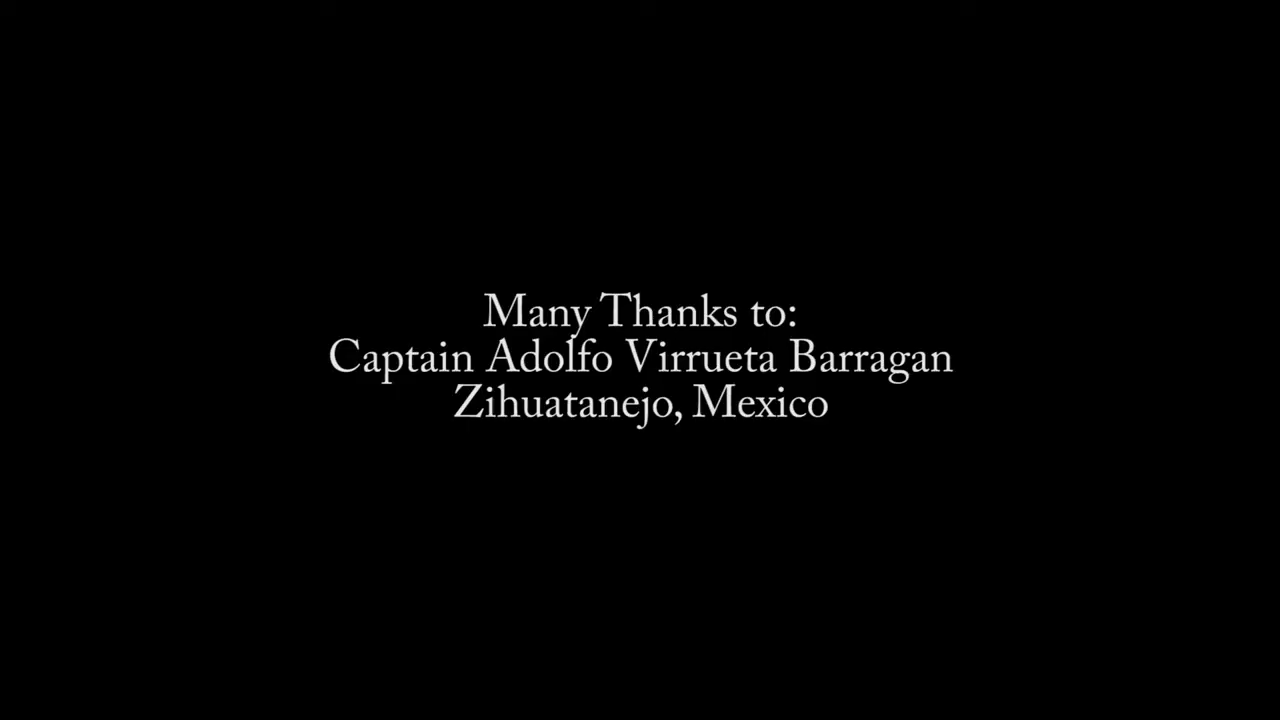 Many Thanks to:
Captain Adolfo Virrueta Barragan
Zihuatanejo, Mexico